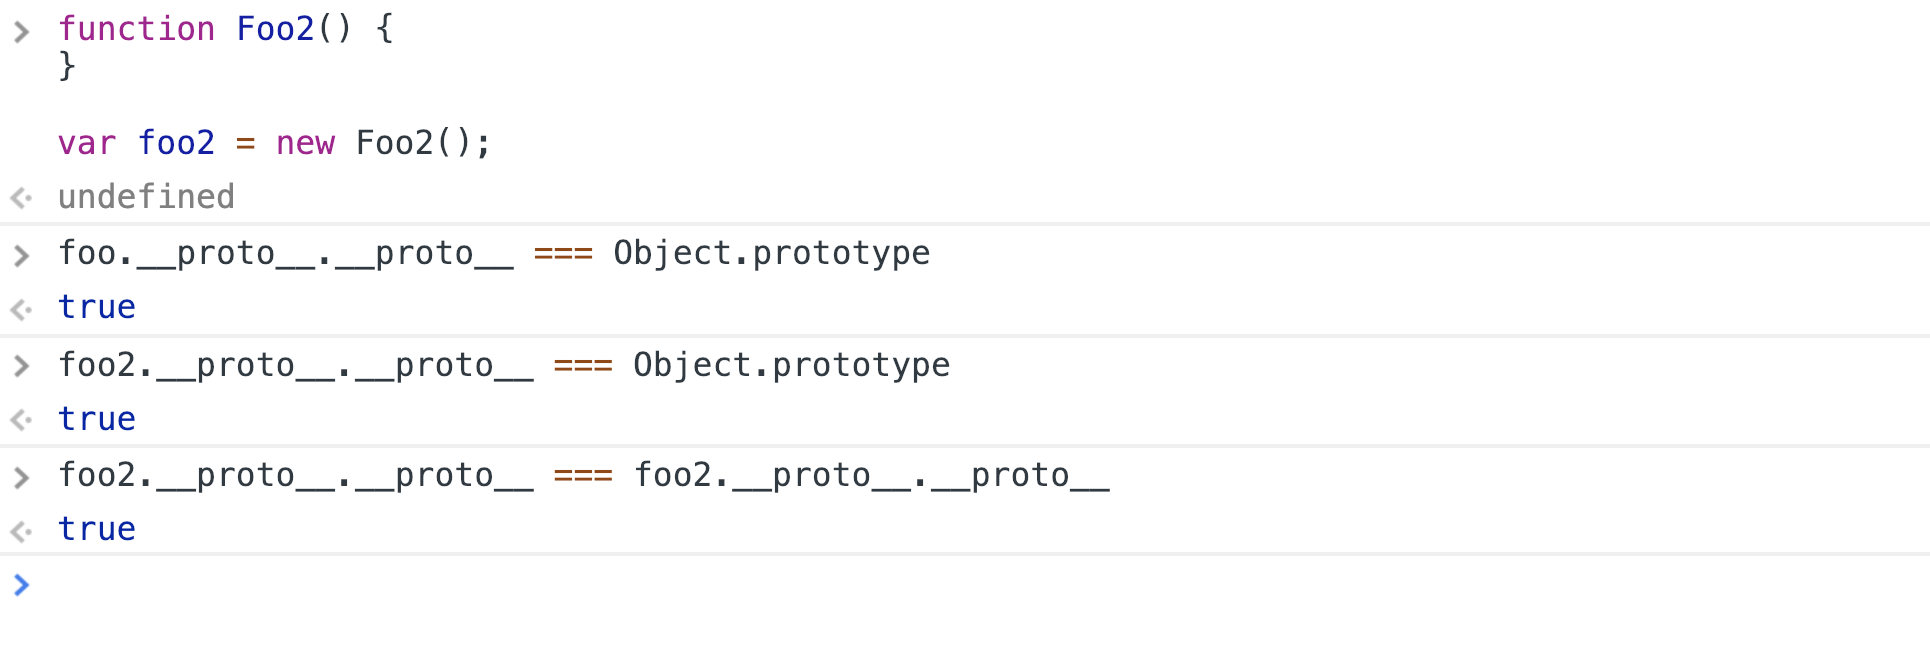 function Foo2() {
}
var foo2 = new Foo2();
undefined
foo.__proto__.__proto__ === Object.prototype
true
foo2.__proto__.__proto__ === Object.prototype
true
foo2.__proto__.__proto__ === foo2.__proto__.__proto__
true